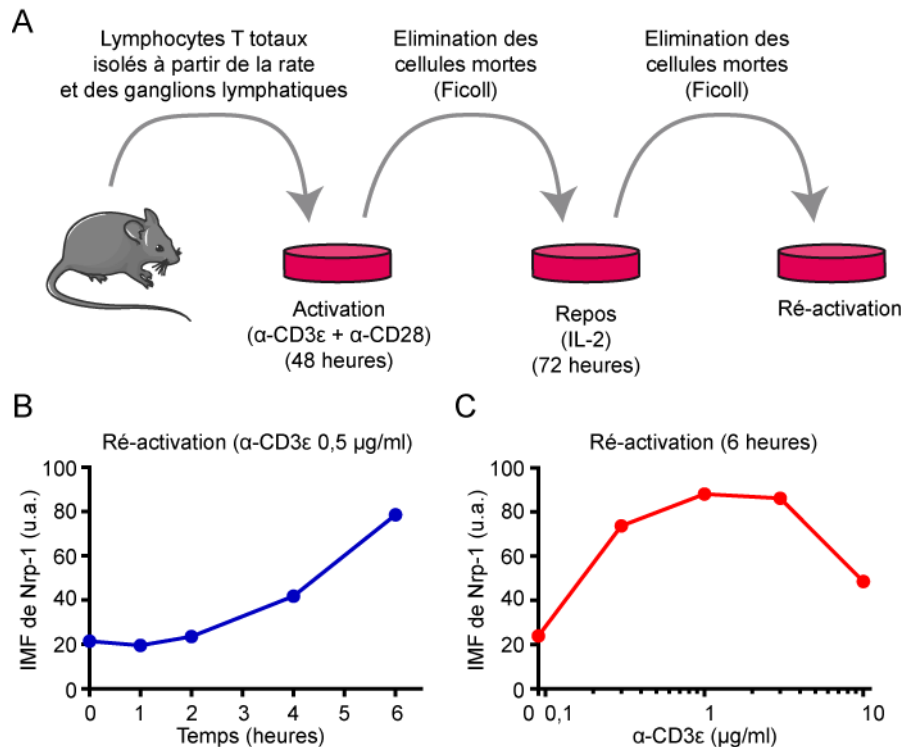 A
Lymphocytes T totaux
isolés à partir de la rate
et des ganglions lymphatiques
Elimination des
cellules mortes
(Ficoll)
Elimination des
cellules mortes
(Ficoll)
Activation
(α-CD3ε + α-CD28)
(48 heures)
Repos
(IL-2)
(72 heures)
Ré-activation
B
Ré-activation (α-CD3ε 0,5 µg/ml)
IMF de Nrp-1 (u.a.)
100
80
60
40
20
0
0 1 2 4 6
Temps (heures)
C
Ré-activation (6 heures)
IMF de Nrp-1 (u.a.)
100
80
60
40
20
0
0 0,1 1 10
α-CD3ε (µg/ml)